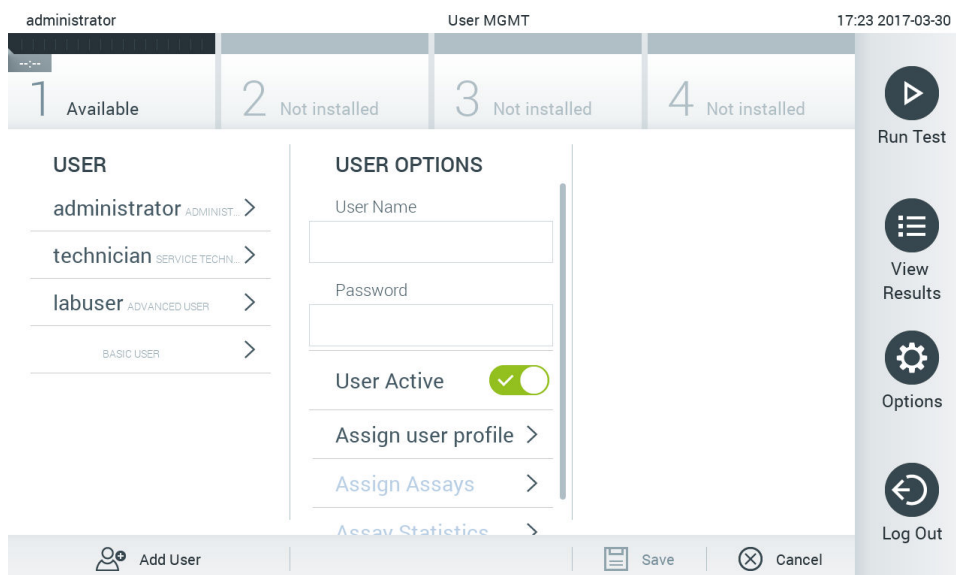 administrator
User MGMT
17:23 2017-03-30
--:--
1 Available
2 Not installed
3 Not installed
4 Not installed
Run Test
View
Results
Options
Log Out
USER
administrator ADMINIST...
technician SERVICE TECHN...
labuser ADVANCED USER
BASIC USER
USER OPTIONS
User Name
Password
User Active
Assign user profile
Assign Assays
Assay Statistics
Add User
Save
Cancel